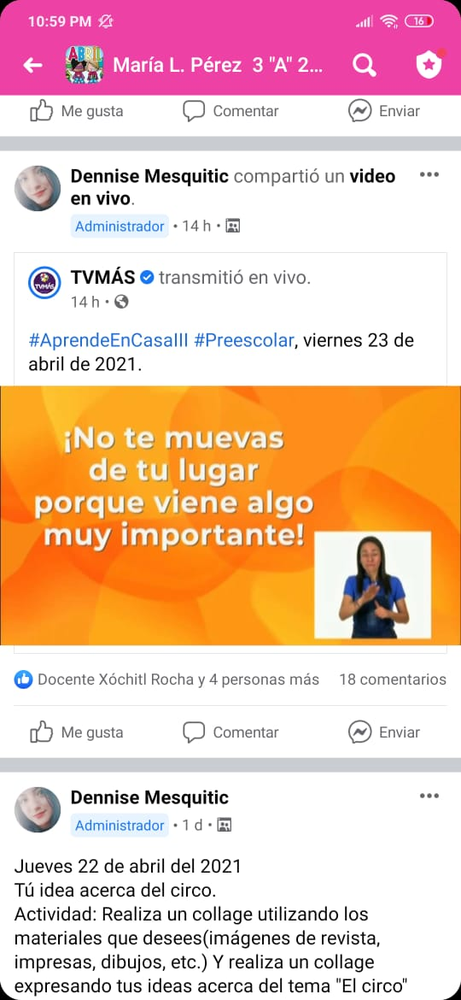 10:59 PM
16
María L. Pérez 3 "A" 2...
Me gusta Comentar Enviar
Dennise Mesquitic compartió un video
en vivo.
Administrador • 14 h •
TVMÁS transmitió en vivo.
14 h •
#AprendeEnCasaIII #Preescolar, viernes 23 de
abril de 2021.
¡No te muevas
de tu lugar
porque viene algo
muy importante!
Docente Xóchitl Rocha y 4 personas más 18 comentarios
Me gusta Comentar Enviar
Dennise Mesquitic
Administrador • 1 d •
Jueves 22 de abril del 2021
Tú idea acerca del circo.
Actividad: Realiza un collage utilizando los
materiales que desees(imágenes de revista,
impresas, dibujos, etc.) Y realiza un collage
expresando tus ideas acerca del tema "El circo"
ABRIL
TVMÁS